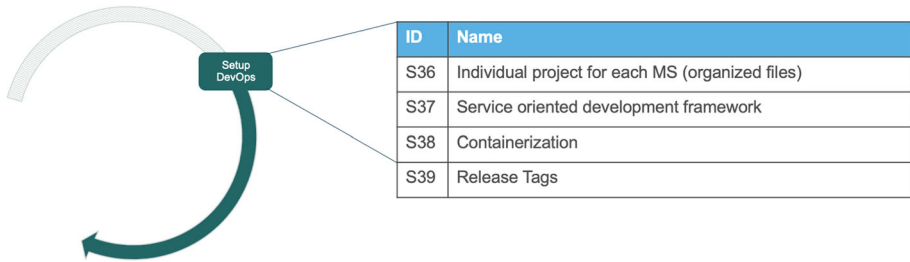 Setup
DevOps
ID Name
S36 Individual project for each MS (organized files)
S37 Service oriented development framework
S38 Containerization
S39 Release Tags